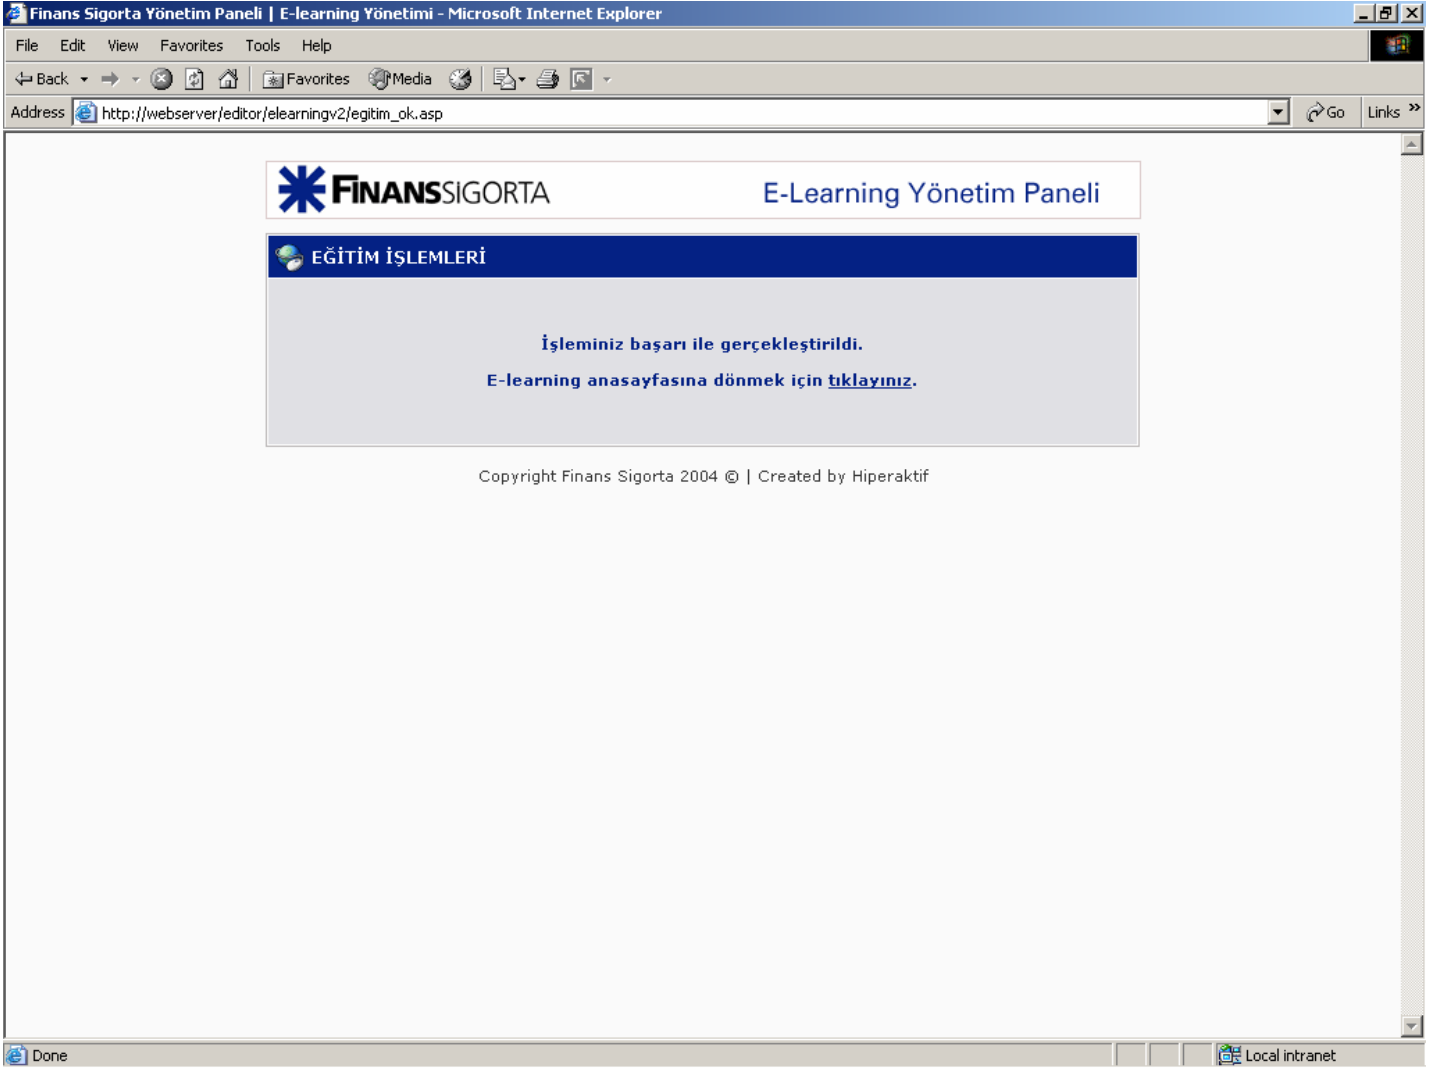 Finans Sigorta Yönetim Paneli | E-learning Yönetimi - Microsoft Internet Explorer
File Edit View Favorites Tools Help
Back Favorites Media
Address http://webserver/editor/elearningv2/egitim_ok.asp Go Links »
FINANSSIGORTA E-Learning Yönetim Paneli
EĞİTİM İŞLEMLERİ
İşleminiz başarı ile gerçekleştirildi.
E-learning anasayfasına dönmek için tıklayınız.
Copyright Finans Sigorta 2004 © | Created by Hiperaktif
Done Local intranet